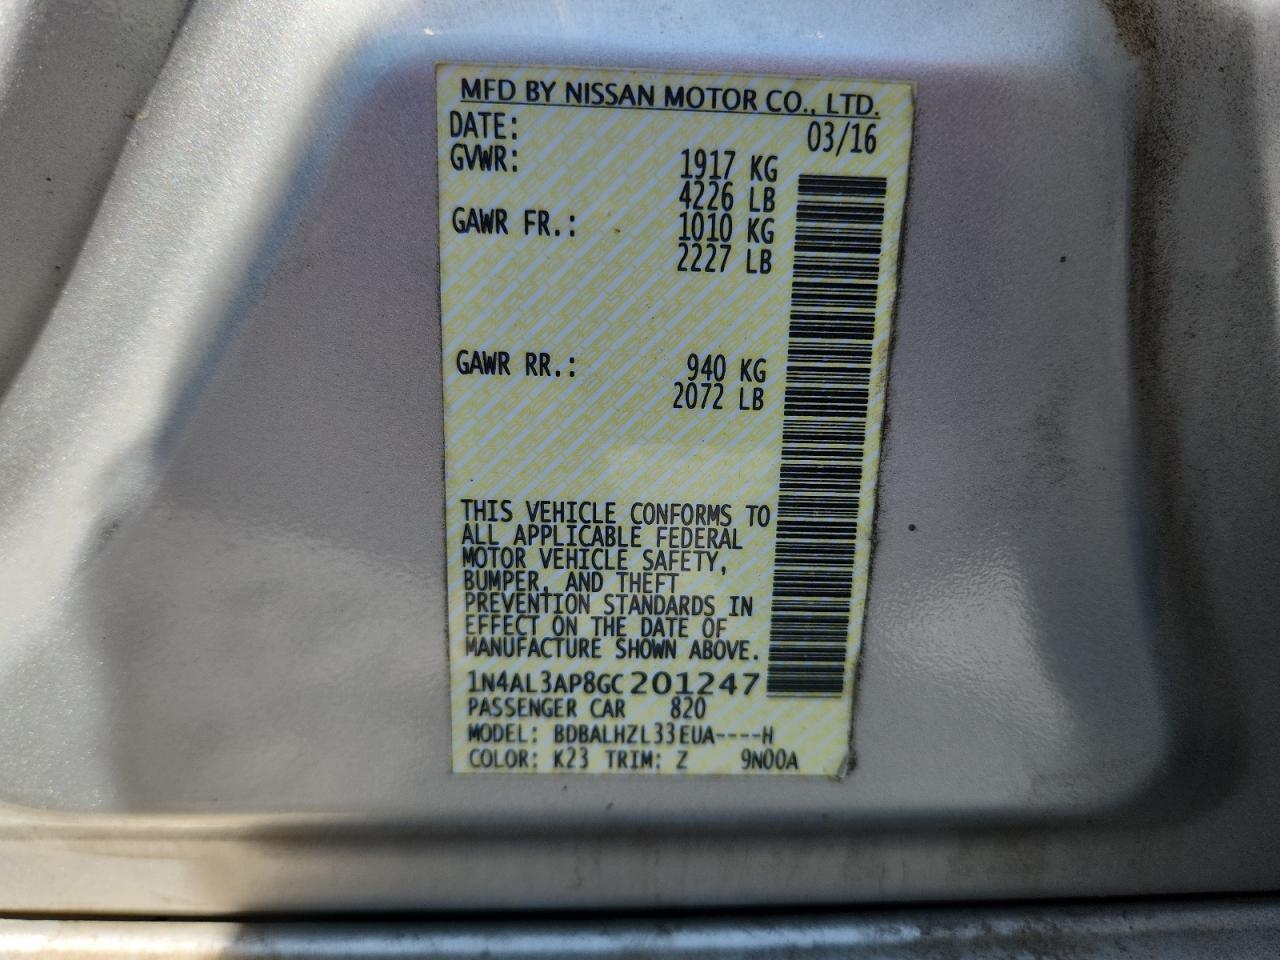 MFD BY NISSAN MOTOR CO., LTD.
DATE: 03/16
GVWR: 1917 KG
4226 LB
GAWR FR.: 1010 KG
2227 LB
GAWR RR.: 940 KG
2072 LB
THIS VEHICLE CONFORMS TO
ALL APPLICABLE FEDERAL
MOTOR VEHICLE SAFETY,
BUMPER, AND THEFT
PREVENTION STANDARDS IN
EFFECT ON THE DATE OF
MANUFACTURE SHOWN ABOVE.
1N4AL3AP8GC201247
PASSENGER CAR 820
MODEL: BDBALHZL33EUA----H
COLOR: K23 TRIM: Z 9N00A